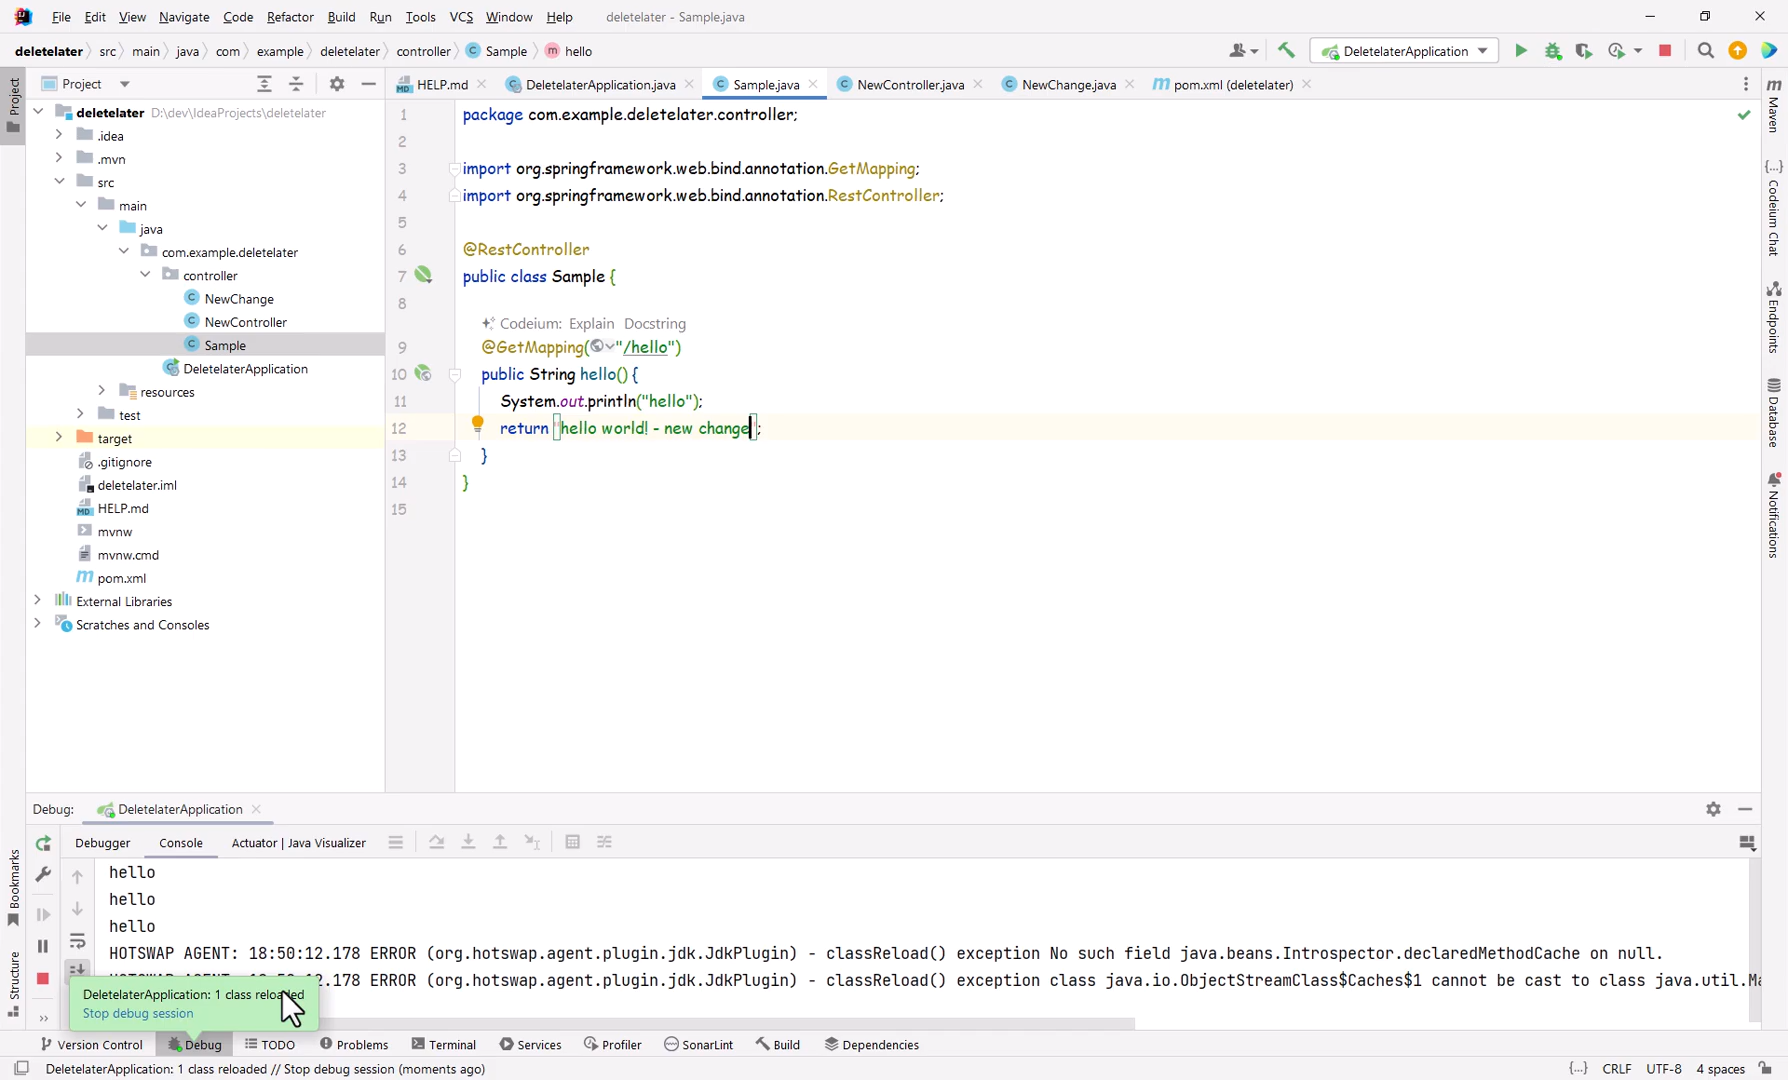 File Edit View Navigate Code Refactor Build Run Tools VCS Window Help deletelater - Sample.java
deletelater src main java com example deletelater controller Sample hello DeletelaterApplication
Project
HELP.md DeletelaterApplication.java Sample.java NewController.java NewChange.java pom.xml (deletelater)
deletelater D:\dev\IdeaProjects\deletelater
.idea
.mvn
src
main
java
com.example.deletelater
controller
NewChange
NewController
Sample
DeletelaterApplication
resources
test
target
.gitignore
deletelater.iml
HELP.md
mvnw
mvnw.cmd
pom.xml
External Libraries
Scratches and Consoles
1 package com.example.deletelater.controller;
2
3 import org.springframework.web.bind.annotation.GetMapping;
4 import org.springframework.web.bind.annotation.RestController;
5
6 @RestController
7 public class Sample {
8
Codeium: Explain Docstring
9 @GetMapping("/hello")
10 public String hello() {
11 System.out.println("hello");
12 return "hello world! - new change";
13 }
14 }
15
Project
Bookmarks
Structure
Maven
Codeium Chat
Endpoints
Database
Notifications
Debug: DeletelaterApplication
Debugger Console Actuator | Java Visualizer
hello
hello
hello
HOTSWAP AGENT: 18:50:12.178 ERROR (org.hotswap.agent.plugin.jdk.JdkPlugin) - classReload() exception No such field java.beans.Introspector.declaredMethodCache on null.
.178 ERROR (org.hotswap.agent.plugin.jdk.JdkPlugin) - classReload() exception class java.io.ObjectStreamClass$Caches$1 cannot be cast to class java.util.Ma
DeletelaterApplication: 1 class reloaded
Stop debug session
Version Control Debug TODO Problems Terminal Services Profiler SonarLint Build Dependencies
DeletelaterApplication: 1 class reloaded // Stop debug session (moments ago) {...} CRLF UTF-8 4 spaces